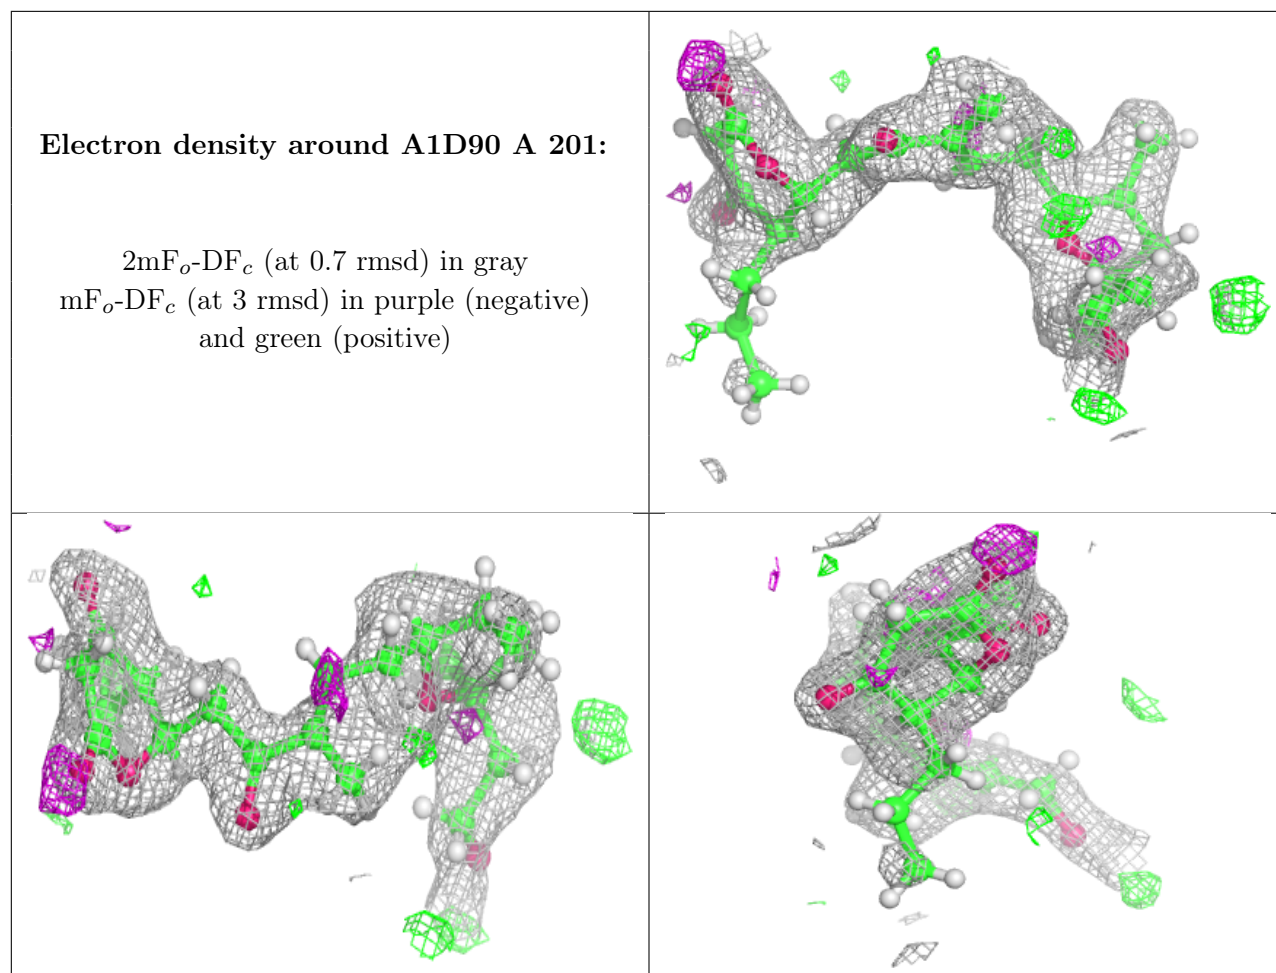 Electron density around A1D90 A 201:
2mFo-DFc (at 0.7 rmsd) in gray
mFo-DFc (at 3 rmsd) in purple (negative)
and green (positive)